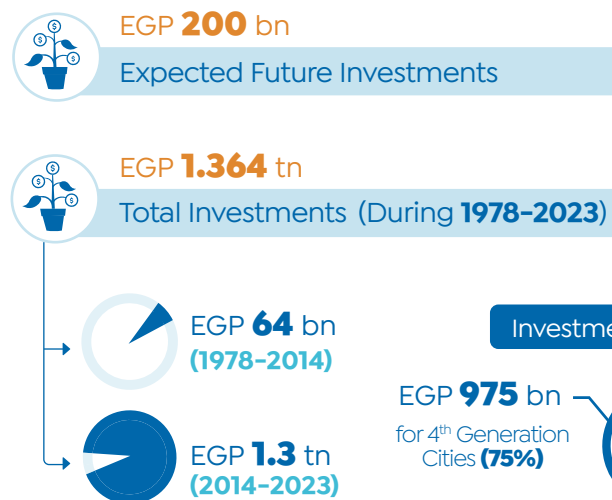 EGP 200 bn
Expected Future Investments
EGP 1.364 tn
Total Investments (During 1978-2023)
EGP 64 bn
(1978-2014)
EGP 1.3 tn
(2014-2023)
EGP 975 bn
for 4th Generation
Cities (75%)